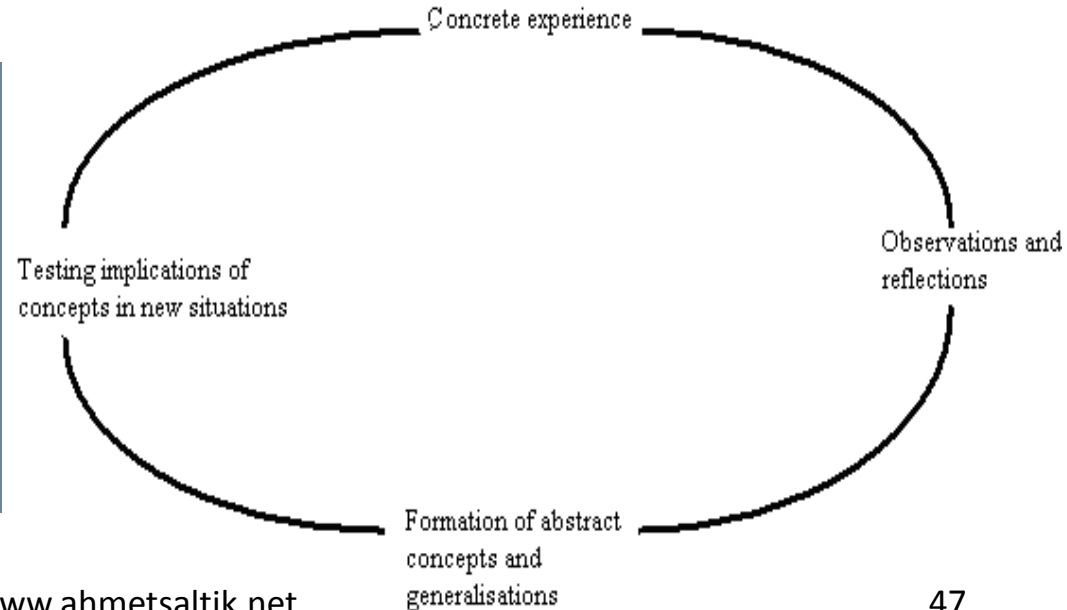 Concrete experience
Observations and
reflections
Testing implications of
concepts in new situations
Formation of abstract
concepts and
generalisations
ww.ahmetsaltik.net
47